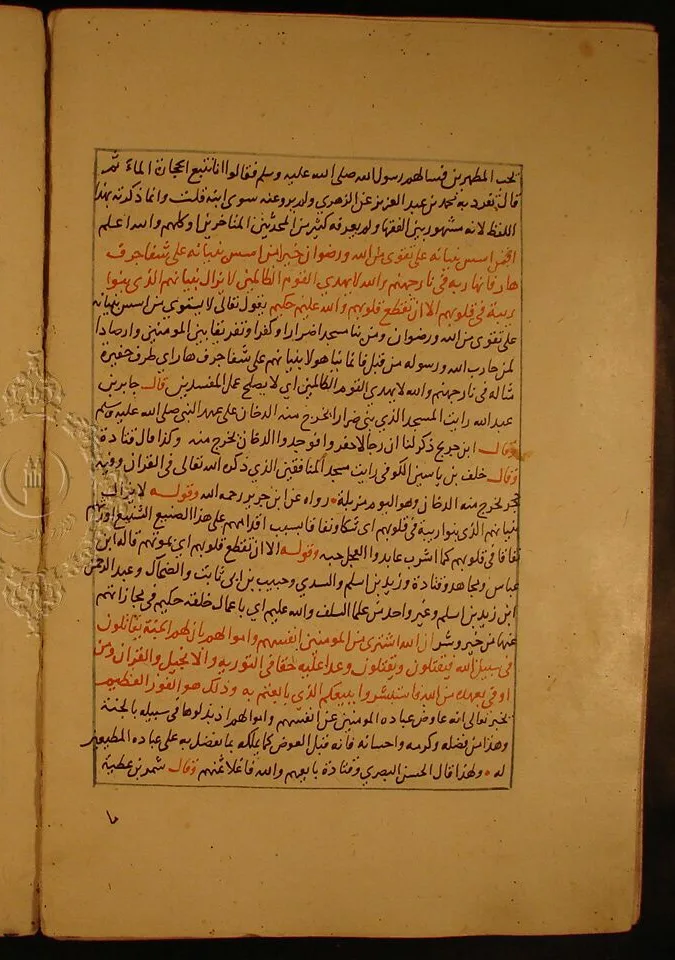 يحب المطهرين فسالهم رسول الله صلى الله عليه وسلم فقالوا انا نتبع الحجارة الماء ثم
قال تفرد به محمد بن عبد العزيز عن الزهري ولم يرو عنه سوى ابنه قلت وانما ذكرته بهذا
اللفظ لانه مشهور بين الفقها ولم يعرفه كثير من المحدثين المتاخرين او كلهم والله اعلم
افمن اسس بنيانه على تقوى من الله ورضوان خير ام من اسس بنيانه على شفا جرف
هار فانهار به في نار جهنم والله لا يهدي القوم الظالمين لا يزال بنيانهم الذي بنوا
ريبة في قلوبهم الا ان تقطع قلوبهم والله عليم حكيم يقول تعالى لا يستوي من اسس بنيانه
على تقوى من الله ورضوان ومن بنا مسجدا ضرارا وكفرا وتفريقا بين المومنين وارصادا
لمن حارب الله ورسوله من قبل فانما بنا هولا بنيانهم على شفا جرف هار اي طرف حفيرة
مثاله في نار جهنم والله لا يهدي القوم الظالمين اي لا يصلح عمل المفسدين قال جابر بن
عبد الله رايت المسجد الذي بني ضرارا يخرج منه الدخان على عهد النبي صلى الله عليه وسلم
وقال ابن جريج ذكر لنا ان رجالا حفروا فوجدوا الدخان يخرج منه وكذا قال قتادة
وقال خلف بن ياسين الكوفي رايت مسجد المنافقين الذي ذكره الله تعالى في القران وفيه
جحر يخرج منه الدخان وهو اليوم مزبلة رواه عن ابن جرير رحمه الله وقوله لا يزال
بنيانهم الذي بنوا ريبة في قلوبهم اي شكا ونفاقا بسبب اقدامهم على هذا الصنيع الشنيع اورثهم
نفاقا في قلوبهم كما اشرب عابدوا العجل حبه وقوله الا ان تقطع قلوبهم اي بموتهم قاله ابن
عباس ومجاهد وقتادة وزيد بن اسلم والسدي وحبيب بن ابي ثابت والضحاك وعبد الرحمن
ابن زيد بن اسلم وغير واحد من علما السلف والله عليم اي باعمال خلقه حكيم في مجازاتهم
عنها من خير وشر ان الله اشترى من المومنين انفسهم واموالهم بان لهم الجنة يقاتلون
في سبيل الله فيقتلون ويقتلون وعدا عليه حقا في التورية والانجيل والقران ومن
اوفى بعهده من الله فاستبشروا ببيعكم الذي بايعتم به وذلك هو الفوز العظيم
يخبر تعالى انه عاوض عباده المومنين عن انفسهم واموالهم اذ بذلوها في سبيله بالجنة
وهذا من فضله وكرمه واحسانه فانه قبل العوض عما يملكه بما تفضل به على عباده المطيعين
له ولهذا قال الحسن البصري وقتادة بايعهم والله فاغلا ثمنهم وقال شمر بن عطية
ما